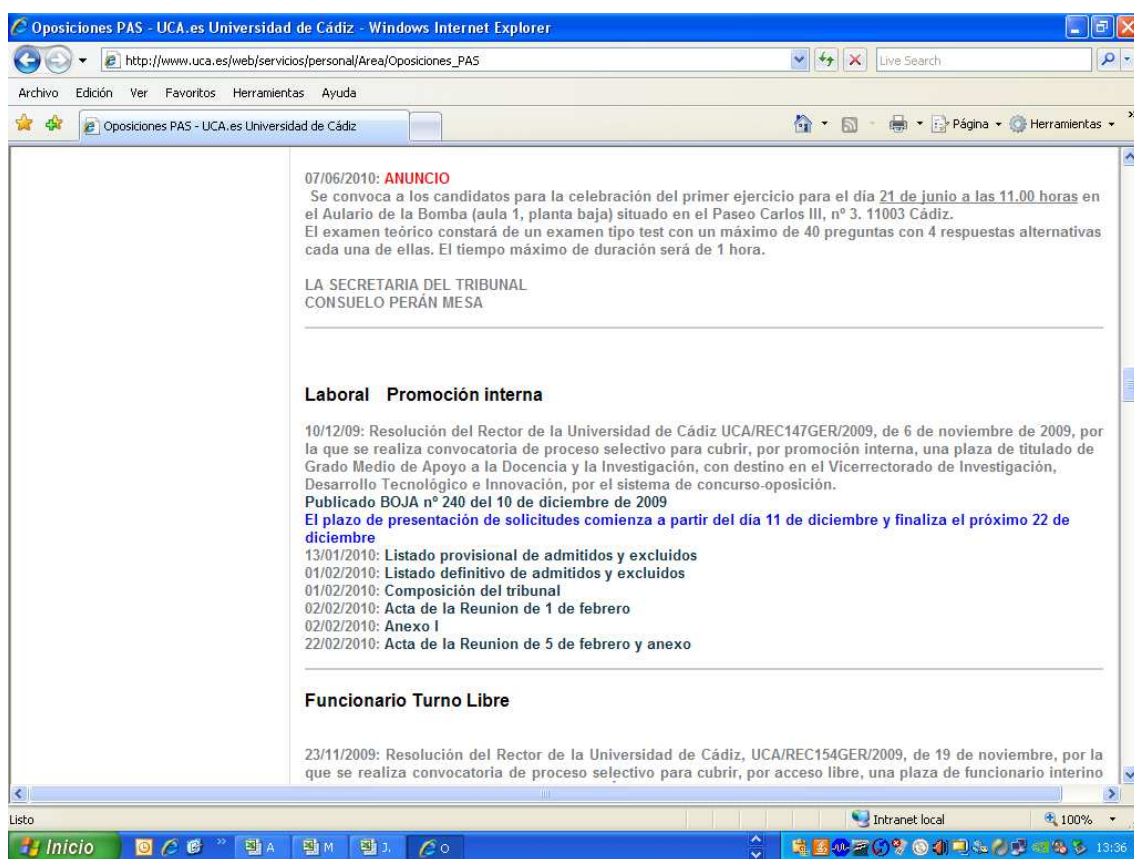 Oposiciones PAS - UCA.es Universidad de Cádiz - Windows Internet Explorer
http://www.uca.es/web/servicios/personal/Area/Oposiciones_PAS
Live Search
Archivo Edición Ver Favoritos Herramientas Ayuda
Oposiciones PAS - UCA.es Universidad de Cádiz
Página Herramientas
07/06/2010: ANUNCIO
Se convoca a los candidatos para la celebración del primer ejercicio para el día 21 de junio a las 11.00 horas en
el Aulario de la Bomba (aula 1, planta baja) situado en el Paseo Carlos III, nº 3. 11003 Cádiz.
El examen teórico constará de un examen tipo test con un máximo de 40 preguntas con 4 respuestas alternativas
cada una de ellas. El tiempo máximo de duración será de 1 hora.
LA SECRETARIA DEL TRIBUNAL
CONSUELO PERÁN MESA
Laboral Promoción interna
10/12/09: Resolución del Rector de la Universidad de Cádiz UCA/REC147GER/2009, de 6 de noviembre de 2009, por
la que se realiza convocatoria de proceso selectivo para cubrir, por promoción interna, una plaza de titulado de
Grado Medio de Apoyo a la Docencia y la Investigación, con destino en el Vicerrectorado de Investigación,
Desarrollo Tecnológico e Innovación, por el sistema de concurso-oposición.
Publicado BOJA nº 240 del 10 de diciembre de 2009
El plazo de presentación de solicitudes comienza a partir del día 11 de diciembre y finaliza el próximo 22 de
diciembre
13/01/2010: Listado provisional de admitidos y excluidos
01/02/2010: Listado definitivo de admitidos y excluidos
01/02/2010: Composición del tribunal
02/02/2010: Acta de la Reunion de 1 de febrero
02/02/2010: Anexo I
22/02/2010: Acta de la Reunion de 5 de febrero y anexo
Funcionario Turno Libre
23/11/2009: Resolución del Rector de la Universidad de Cádiz, UCA/REC154GER/2009, de 19 de noviembre, por la
que se realiza convocatoria de proceso selectivo para cubrir, por acceso libre, una plaza de funcionario interino
Listo
Intranet local
100%
Inicio
A
M
J.
O
13:36